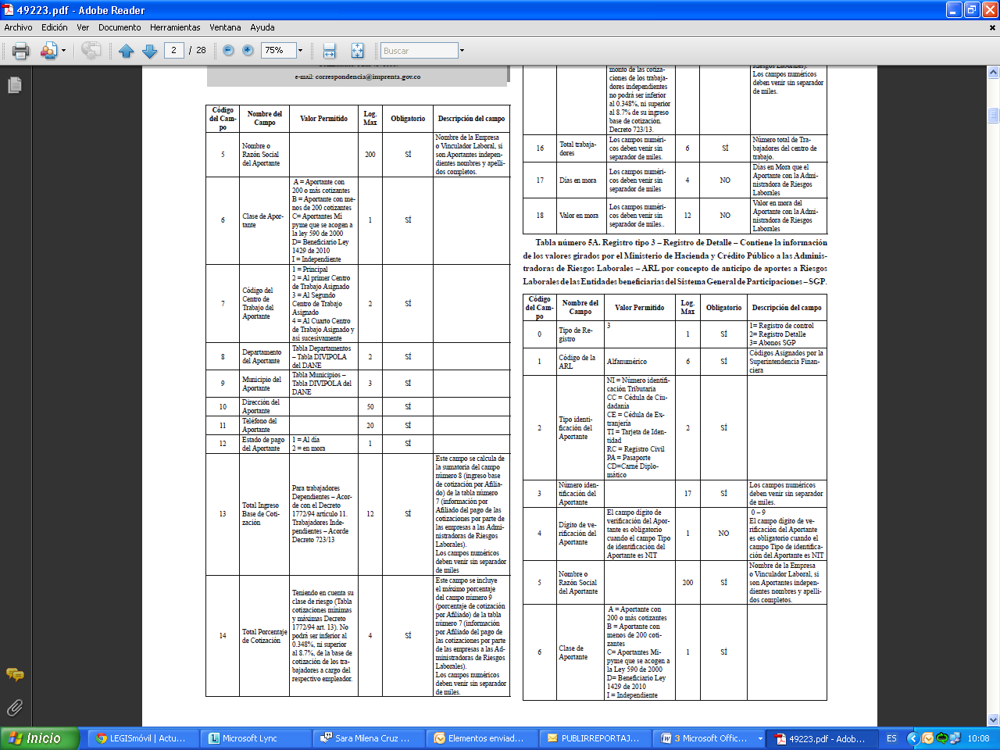 49223.pdf - Adobe Reader
Archivo Edición Ver Documento Herramientas Ventana Ayuda
2 / 28 75% Buscar
e-mail: correspondencia@imprenta.gov.co
Código del Cam-po Nombre del Campo Valor Permitido Log. Max Obligatorio Descripción del campo
5 Nombre o Razón Social del Aportante 200 SÍ Nombre de la Empresa o Vinculador Laboral, si son Aportantes indepen-dientes nombres y apelli-dos completos.
6 Clase de Apor-tante A = Aportante con 200 o más cotizantes B = Aportante con me-nos de 200 cotizantes C= Aportantes Mi pyme que se acogen a la ley 590 de 2000 D= Beneficiario Ley 1429 de 2010 I = Independiente 1 SÍ
7 Código del Centro de Trabajo del Aportante 1 = Principal 2 = Al primer Centro de Trabajo Asignado 3 = Al Segundo Centro de Trabajo Asignado 4 = Al Cuarto Centro de Trabajo Asignado y así sucesivamente 2 SÍ
8 Departamento del Aportante Tabla Departamentos – Tabla DIVIPOLA del DANE 2 SÍ
9 Municipio del Aportante Tabla Municipios – Tabla DIVIPOLA del DANE 3 SÍ
10 Dirección del Aportante 50 SÍ
11 Teléfono del Aportante 20 SÍ
12 Estado de pago del Aportante 1 = Al día 2 = en mora 1 SÍ
13 Total Ingreso Base de Coti-zación Para trabajadores Dependientes – Acor-de con el Decreto 1772/94 artículo 11. Trabajadores Inde-pendientes – Acorde Decreto 723/13 12 SÍ Este campo se calcula de la sumatoria del campo número 8 (ingreso base de cotización por Afilia-do) de la tabla número 7 (información por Afiliado del pago de las cotizaciones por parte de las empresas a las Admi-nistradoras de Riesgos Laborales). Los campos numéricos deben venir sin separador de miles
14 Total Porcentaje de Cotización Teniendo en cuenta su clase de riesgo (Tabla cotizaciones mínimas y máximas Decreto 1772/94 art. 13). No podrá ser inferior al 0.348%, ni superior al 8.7%, de la base de cotización de los tra-bajadores a cargo del respectivo empleador. 4 SÍ Este campo se incluye el máximo porcentaje del campo número 9 (porcentaje de cotización por Afiliado) de la tabla número 7 (información por Afiliado del pago de las cotizaciones por parte de las empresas a las Ad-ministradoras de Riesgos Laborales). Los campos numéricos deben venir sin separador de miles.
monto de las cotiza-ciones de los trabaja-dores independientes no podrá ser inferior al 0.348%, ni superior al 8.7% de su ingreso base de cotización. Decreto 723/13. Riesgos Laborales). Los campos numéricos deben venir sin separador de miles.
16 Total trabaja-dores Los campos numéri-cos deben venir sin separador de miles. 6 SÍ Número total de Tra-bajadores del centro de trabajo.
17 Días en mora Los campos numéri-cos deben venir sin separador de miles 4 NO Días en Mora que el Aportante con la Admi-nistradora de Riesgos Laborales
18 Valor en mora Los campos numéri-cos deben venir sin separador de miles.. 12 NO Valor en mora del Aportante con la Admi-nistradora de Riesgos Laborales
Tabla número 5A. Registro tipo 3 – Registro de Detalle – Contiene la información
de los valores girados por el Ministerio de Hacienda y Crédito Público a las Adminis-
tradoras de Riesgos Laborales – ARL por concepto de anticipo de aportes a Riesgos
Laborales de las Entidades beneficiarias del Sistema General de Participaciones – SGP.
Código del Cam-po Nombre del Campo Valor Permitido Log. Max Obligatorio Descripción del campo
0 Tipo de Re-gistro 3 1 SÍ 1= Registro de control 2= Registro Detalle 3= Abonos SGP
1 Código de la ARL Alfanumérico 6 SÍ Códigos Asignados por la Superintendencia Finan-ciera
2 Tipo identi-ficación del Aportante NI = Número identifi-cación Tributaria CC = Cédula de Ciu-dadanía CE = Cédula de Ex-tranjería TI = Tarjeta de Iden-tidad RC = Registro Civil PA = Pasaporte CD=Carné Diplo-mático 2 SÍ
3 Número iden-tificación del Aportante 17 SÍ Los campos numéricos deben venir sin separador de miles.
4 Dígito de ve-rificación del Aportante El campo dígito de verificación del Apor-tante es obligatorio cuando el campo Tipo de identificación del Aportante es NIT 1 NO 0 – 9 El campo dígito de ve-rificación del Aportante es obligatorio cuando el campo Tipo de identifica-ción del Aportante es NIT
5 Nombre o Razón Social del Aportante 200 SÍ Nombre de la Empresa o Vinculador Laboral, si son Aportantes indepen-dientes nombres y apelli-dos completos.
6 Clase de Aportante A = Aportante con 200 o más cotizantes B = Aportante con menos de 200 coti-zantes C= Aportantes Mi-pyme que se acogen a la Ley 590 de 2000 D= Beneficiario Ley 1429 de 2010 I = Independiente 1 SÍ
Inicio LEGISmóvil | Actu... Microsoft Lync Sara Milena Cruz ... Elementos enviad... PUBLIRREPORTAJ... 3 Microsoft Offic... 49223.pdf - Adob... ES 10:08